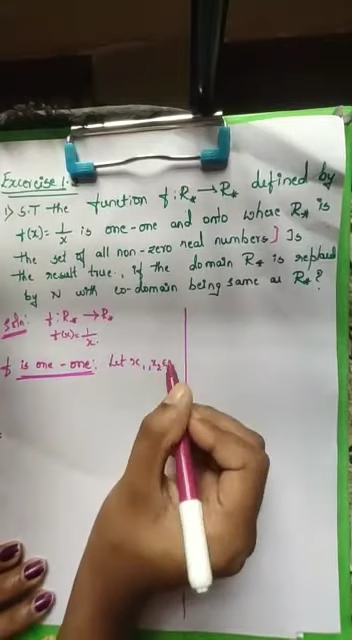 Exercise 1.
1) S.T the function f: R* → R* defined by
f(x) = 1/x is one-one and onto where R* is
the set of all non-zero real numbers] Is
the result true, if the domain R* is replaced
by N with co-domain being same as R*?
Soln: f: R* → R*
f(x) = 1/x.
f is one-one: Let x1, x2 ∈